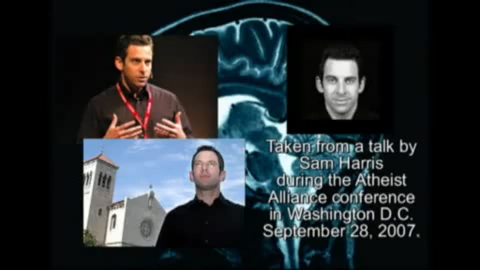 Taken from a talk by
Sam Harris
during the Atheist
Alliance conference
in Washington D.C.
September 28, 2007.